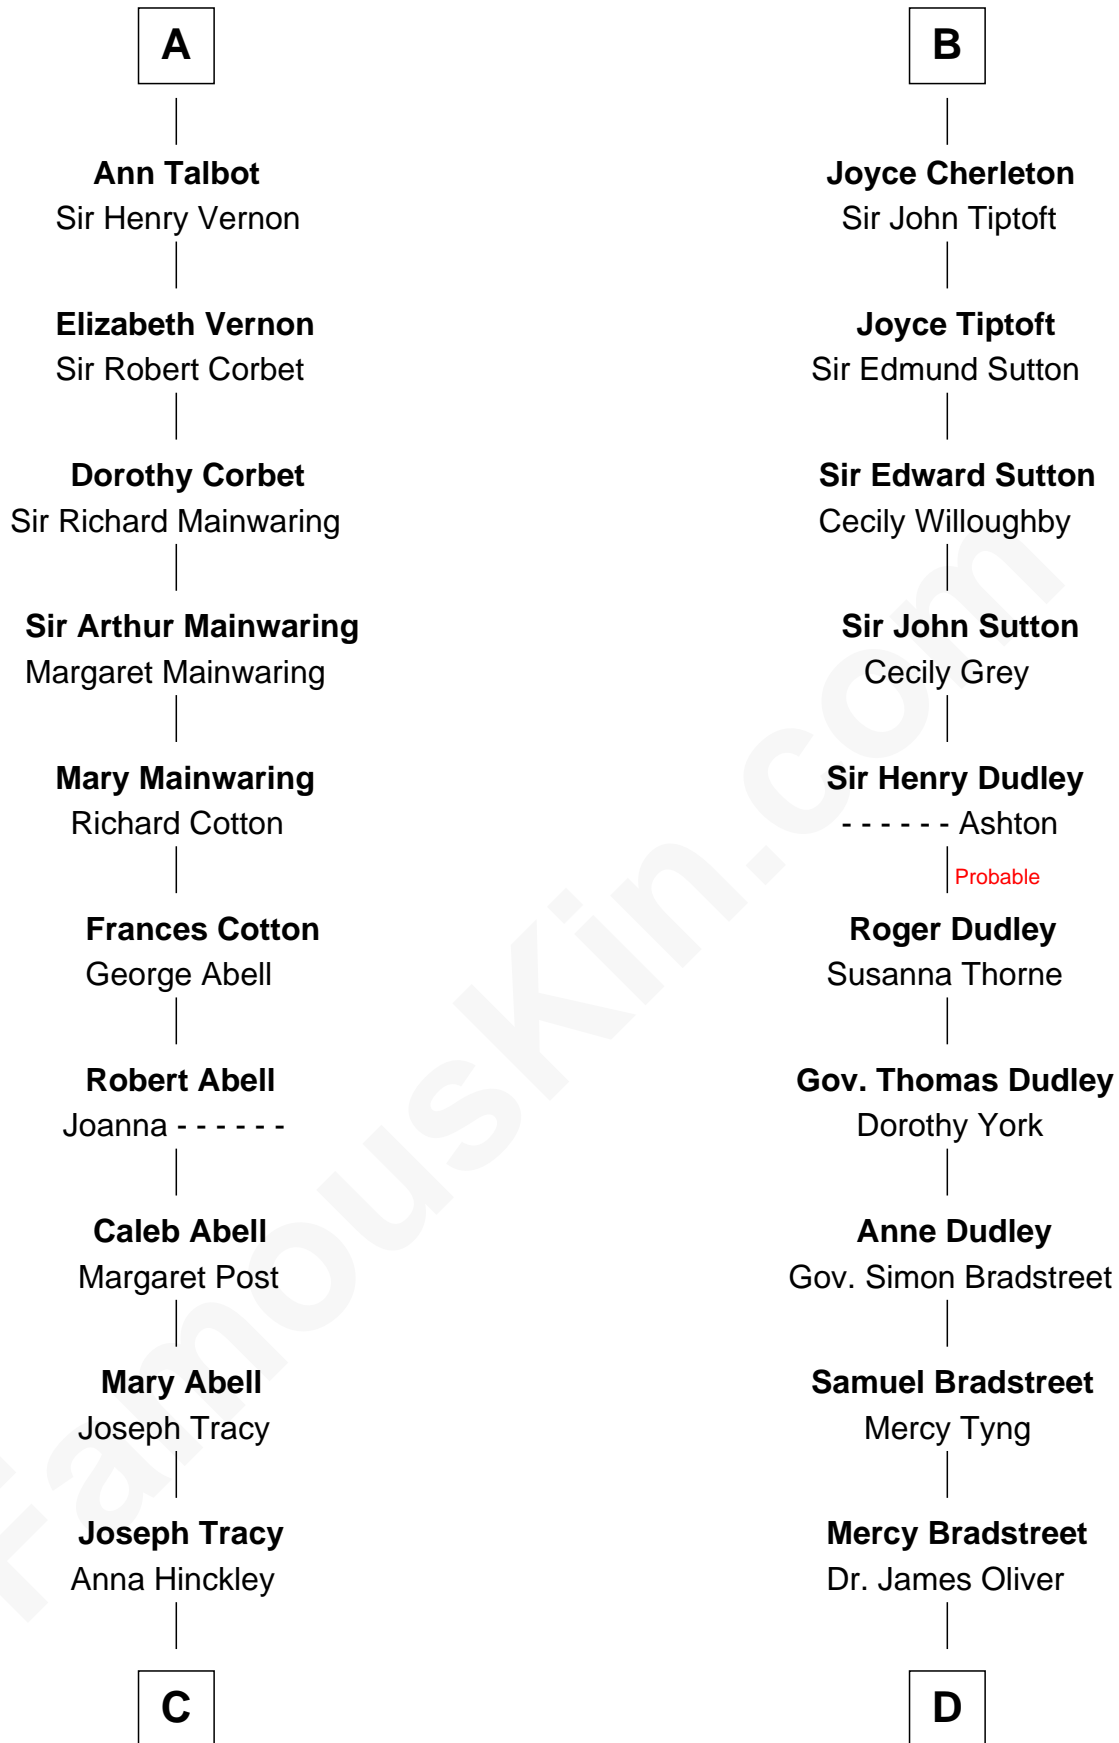 A
Ann Talbot
Sir Henry Vernon
Elizabeth Vernon
Sir Robert Corbet
Dorothy Corbet
Sir Richard Mainwaring
Sir Arthur Mainwaring
Margaret Mainwaring
Mary Mainwaring
Richard Cotton
Frances Cotton
George Abell
Robert Abell
Joanna - - - - - -
Caleb Abell
Margaret Post
Mary Abell
Joseph Tracy
Joseph Tracy
Anna Hinckley
C
B
Joyce Cherleton
Sir John Tiptoft
Joyce Tiptoft
Sir Edmund Sutton
Sir Edward Sutton
Cecily Willoughby
Sir John Sutton
Cecily Grey
Sir Henry Dudley
- - - - - - Ashton
Probable
Roger Dudley
Susanna Thorne
Gov. Thomas Dudley
Dorothy York
Anne Dudley
Gov. Simon Bradstreet
Samuel Bradstreet
Mercy Tyng
Mercy Bradstreet
Dr. James Oliver
D
FamousKin.com